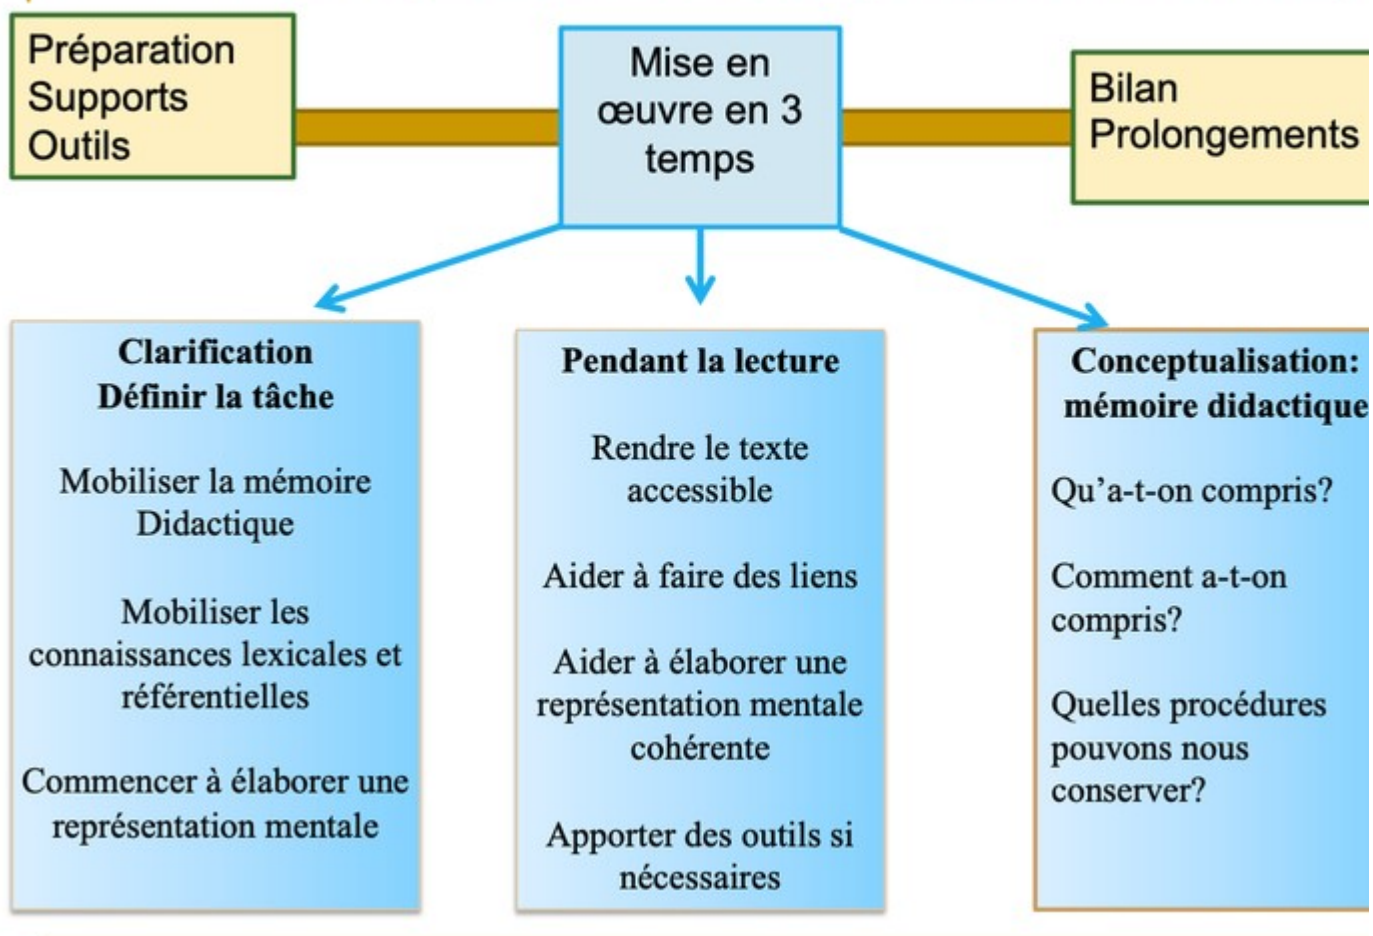 Préparation
Supports
Outils
Mise en
œuvre en 3
temps
Bilan
Prolongements
Clarification
Définir la tâche
Mobiliser la mémoire
Didactique
Mobiliser les
connaissances lexicales et
référentielles
Commencer à élaborer une
représentation mentale
Pendant la lecture
Rendre le texte
accessible
Aider à faire des liens
Aider à élaborer une
représentation mentale
cohérente
Apporter des outils si
nécessaires
Conceptualisation:
mémoire didactique
Qu’a-t-on compris?
Comment a-t-on
compris?
Quelles procédures
pouvons nous
conserver?